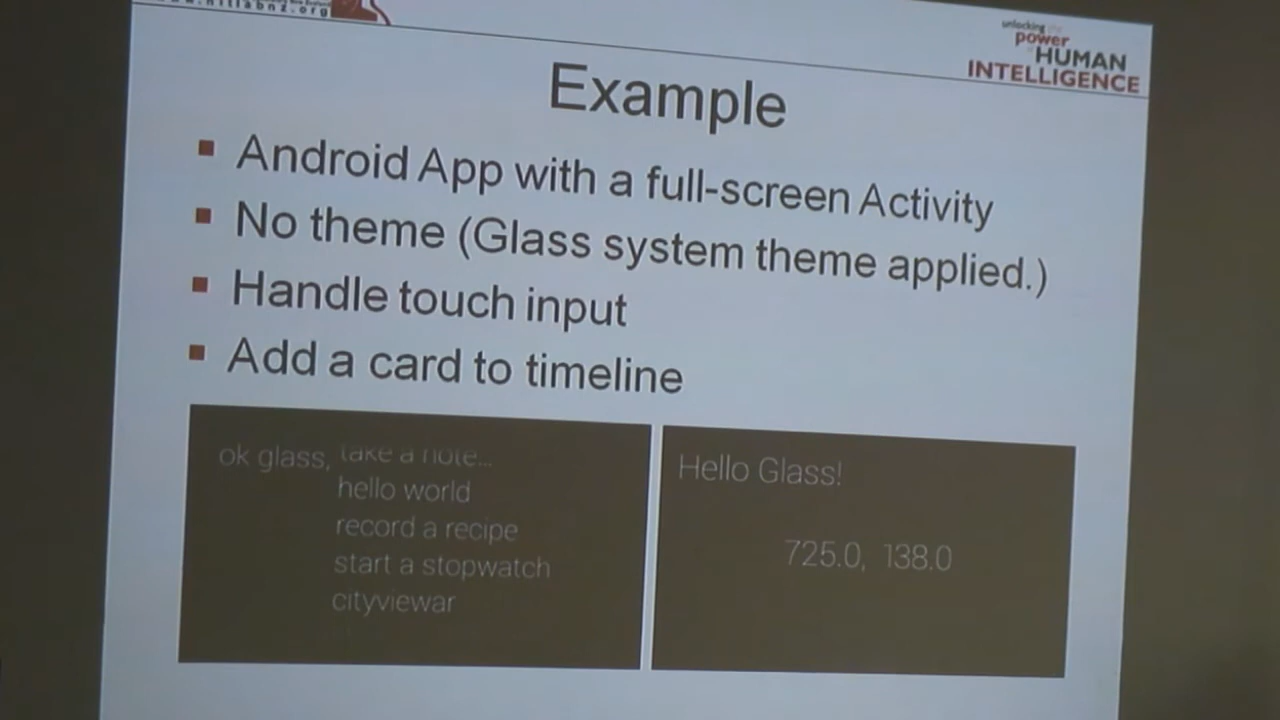 unlocking
power
HUMAN
INTELLIGENCE
Example
Android App with a full-screen Activity
No theme (Glass system theme applied.)
Handle touch input
Add a card to timeline
ok glass, take a note...
hello world
record a recipe
start a stopwatch
cityviewar
Hello Glass!
725.0, 138.0